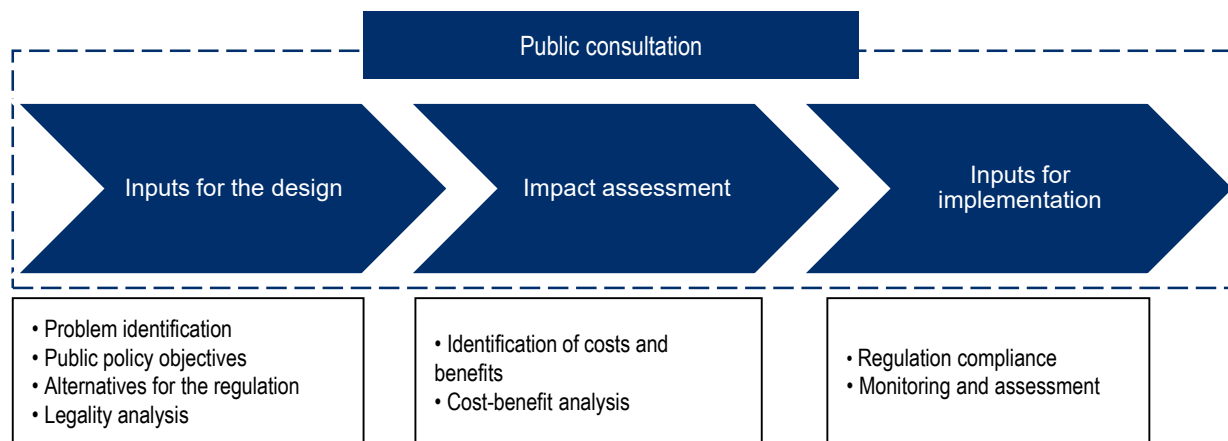 Public consultation
Inputs for the design
Impact assessment
Inputs for
implementation
• Problem identification
• Public policy objectives
• Alternatives for the regulation
• Legality analysis
• Identification of costs and
benefits
• Cost-benefit analysis
• Regulation compliance
• Monitoring and assessment